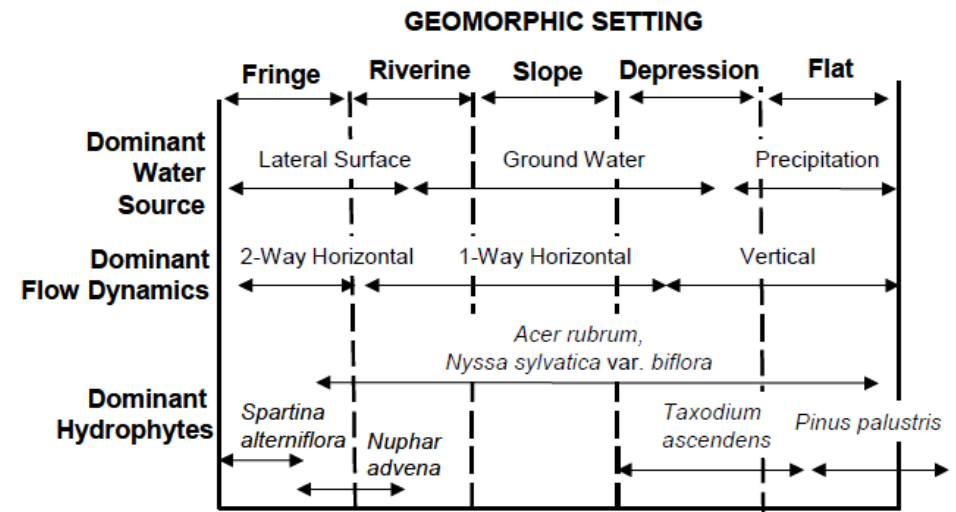 GEOMORPHIC SETTING
Fringe Riverine Slope Depression Flat
Dominant
Water
Source
Lateral Surface Ground Water Precipitation
Dominant
Flow Dynamics
2-Way Horizontal 1-Way Horizontal Vertical
Acer rubrum,
Nyssa sylvatica var. biflora
Dominant
Hydrophytes
Spartina
alterniflora
Nuphar
advena
Taxodium
ascendens
Pinus palustris